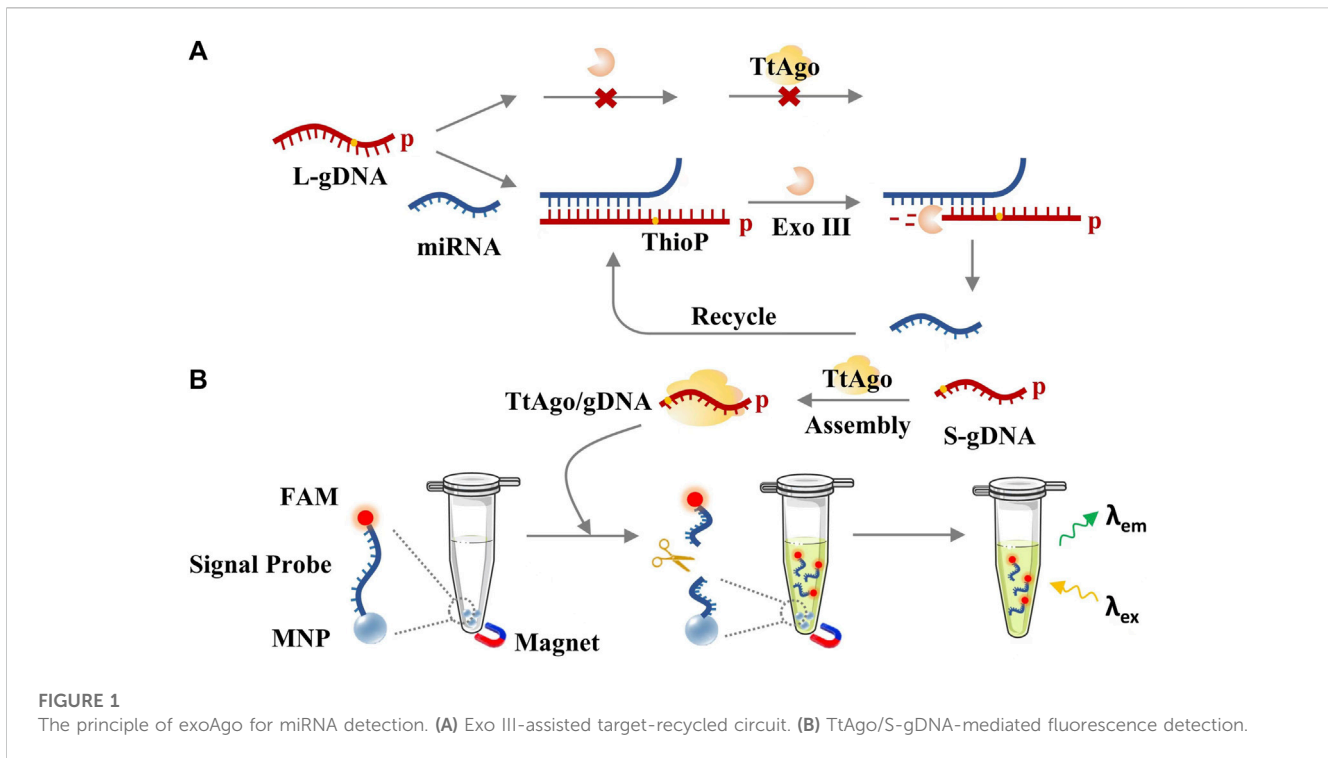 A
TtAgo
L-gDNA
p
miRNA
ThioP
p
Exo III
p
Recycle
B
TtAgo/gDNA
p
TtAgo
Assembly
S-gDNA
p
FAM
Signal Probe
MNP
Magnet
λem
λex
FIGURE 1
The principle of exoAgo for miRNA detection. (A) Exo III-assisted target-recycled circuit. (B) TtAgo/S-gDNA-mediated fluorescence detection.